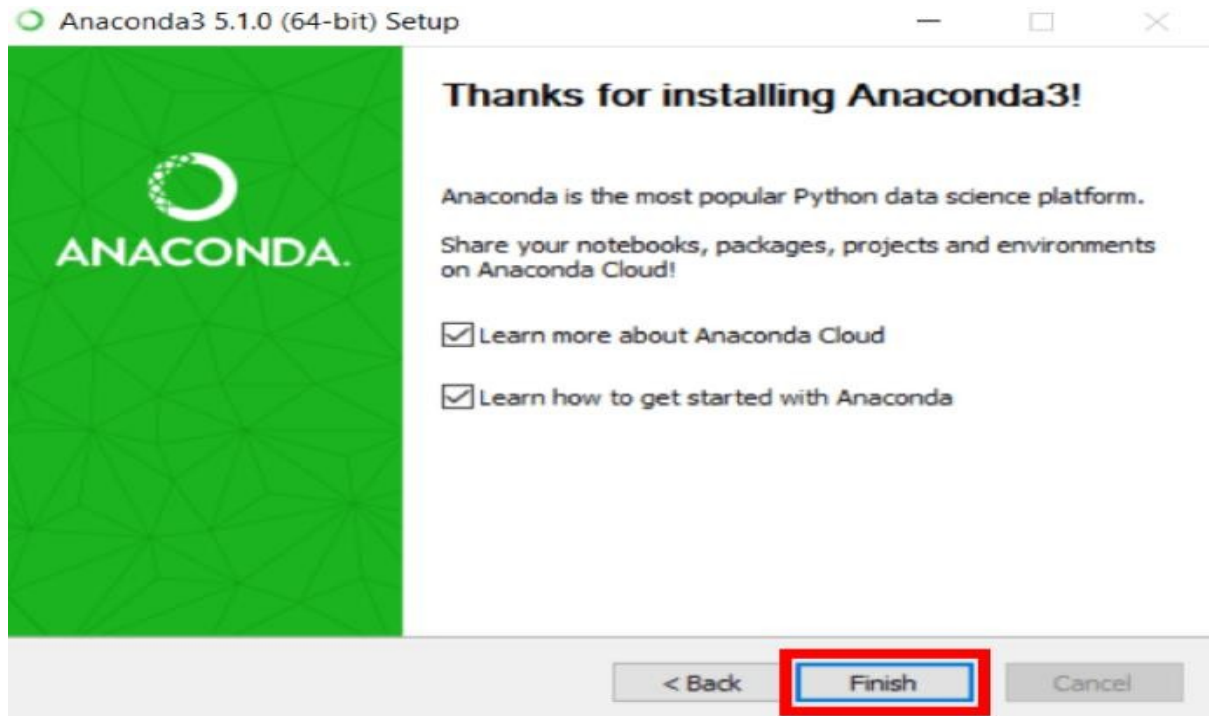 Anaconda3 5.1.0 (64-bit) Setup
Thanks for installing Anaconda3!
ANACONDA.
Anaconda is the most popular Python data science platform.
Share your notebooks, packages, projects and environments
on Anaconda Cloud!
Learn more about Anaconda Cloud
Learn how to get started with Anaconda
< Back
Finish
Cancel